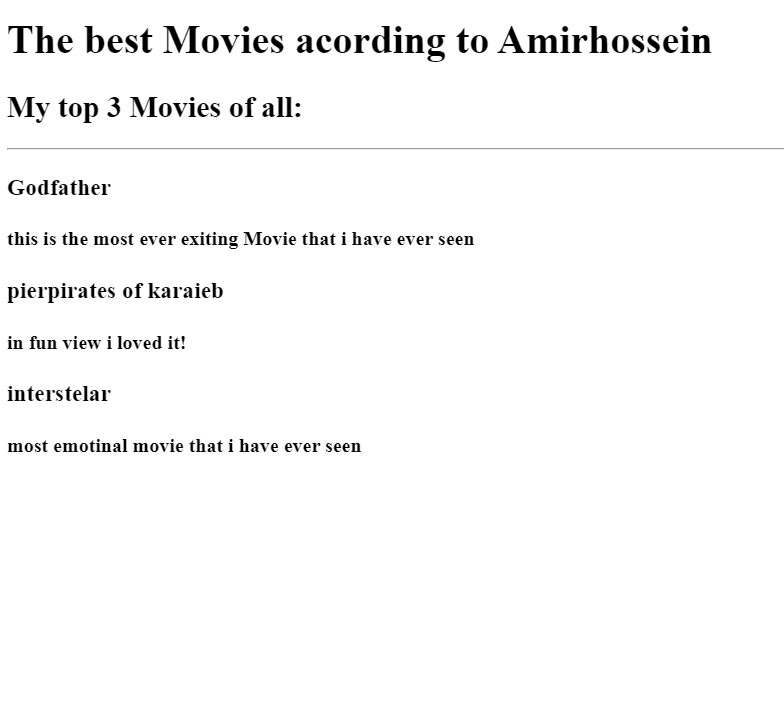 The best Movies acording to Amirhossein
My top 3 Movies of all:
Godfather
this is the most ever exiting Movie that i have ever seen
pierpirates of karaieb
in fun view i loved it!
interstelar
most emotinal movie that i have ever seen